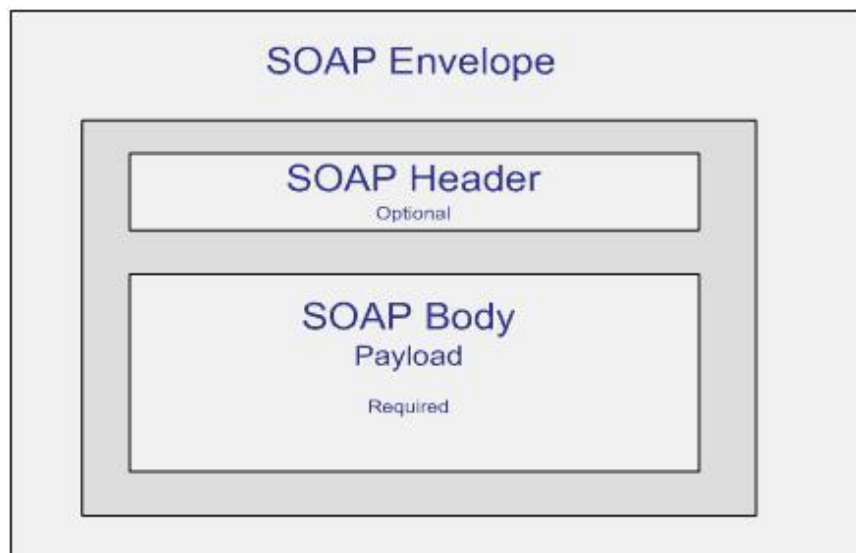 SOAP Envelope
SOAP Header
Optional
SOAP Body
Payload
Required